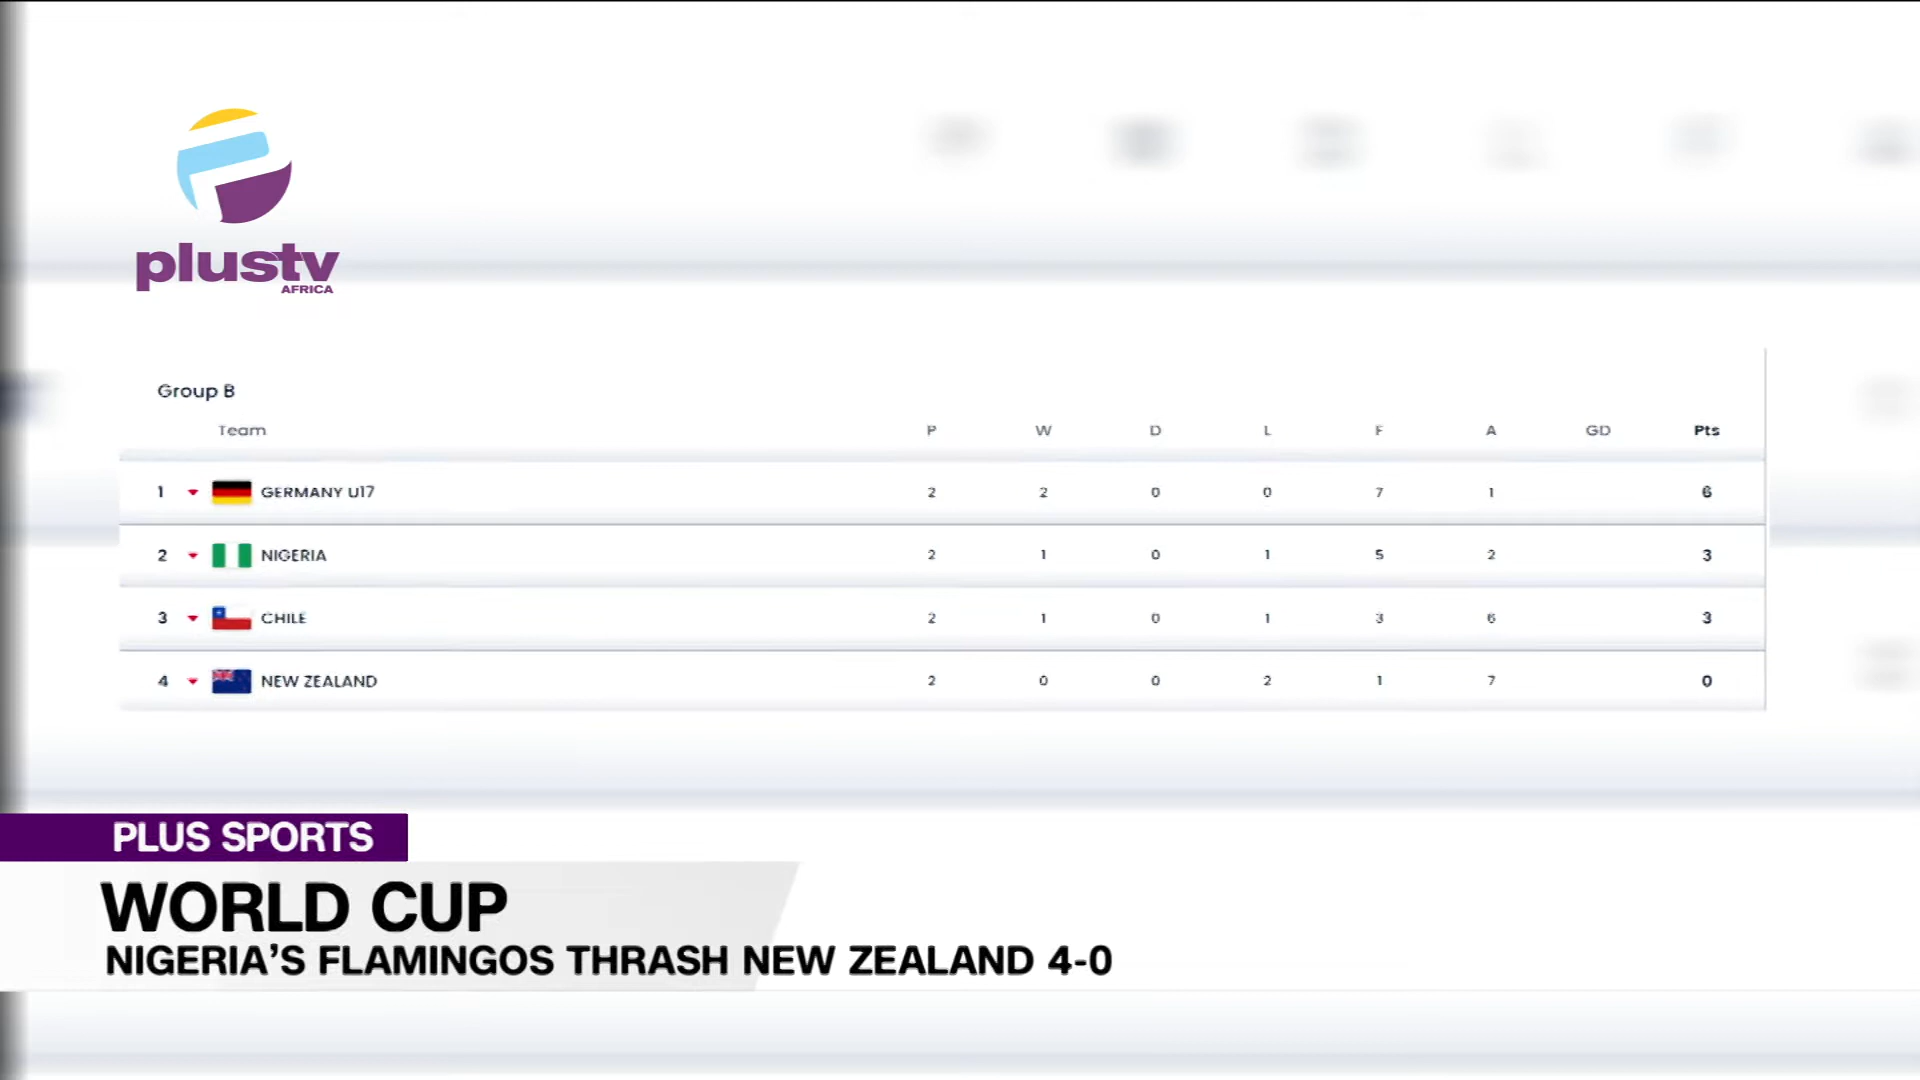 plustv
AFRICA
Group B
Team P W D L F A GD Pts
1 GERMANY U17 2 2 0 0 7 1 6
2 NIGERIA 2 1 0 1 5 2 3
3 CHILE 2 1 0 1 3 6 3
4 NEW ZEALAND 2 0 0 2 1 7 0
PLUS SPORTS
WORLD CUP
NIGERIA'S FLAMINGOS THRASH NEW ZEALAND 4-0